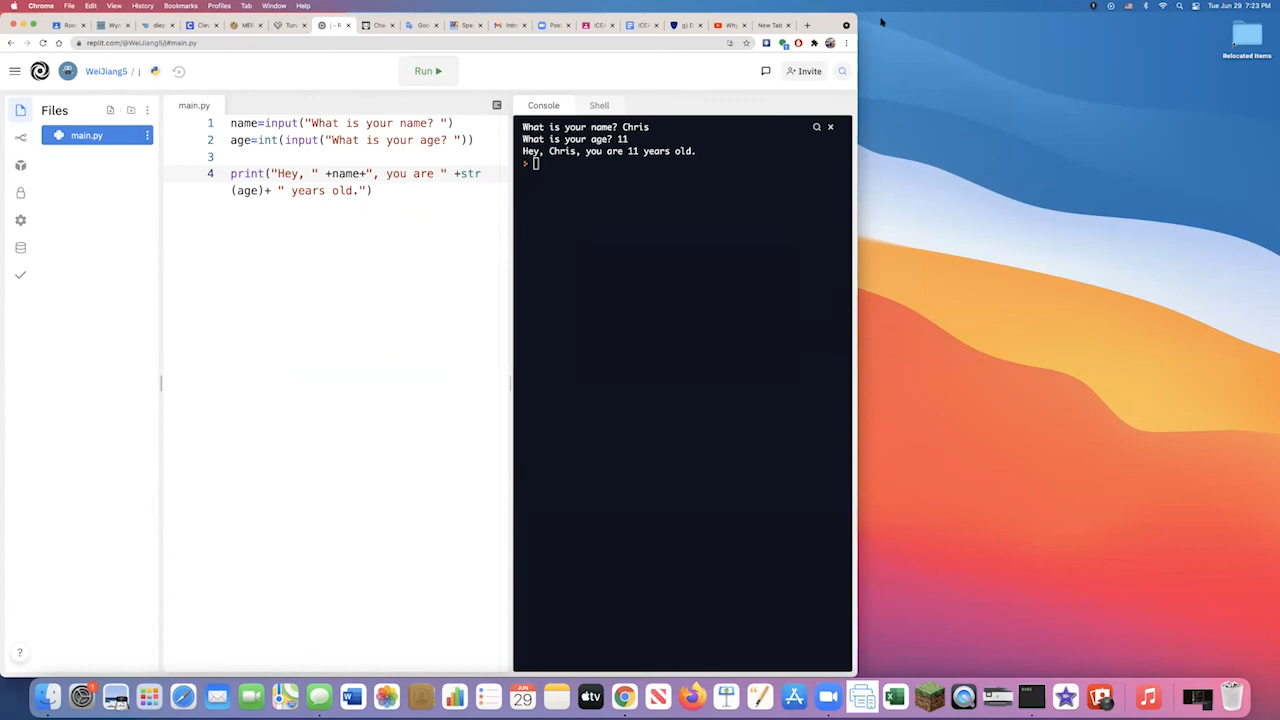 Chrome File Edit View History Bookmarks Profiles Tab Window Help
Tue Jun 29 7:23 PM
New Tab
replit.com/@WeiJiang5/j#main.py
WeiJiang5 / j
Run
Invite
Files
main.py
main.py
1 name=input("What is your name? ")
2 age=int(input("What is your age? "))
3
4 print("Hey, " +name+", you are " +str
(age)+ " years old.")
Console
Shell
What is your name? Chris
What is your age? 11
Hey, Chris, you are 11 years old.
Relocated Items
?
JUN
29
tv